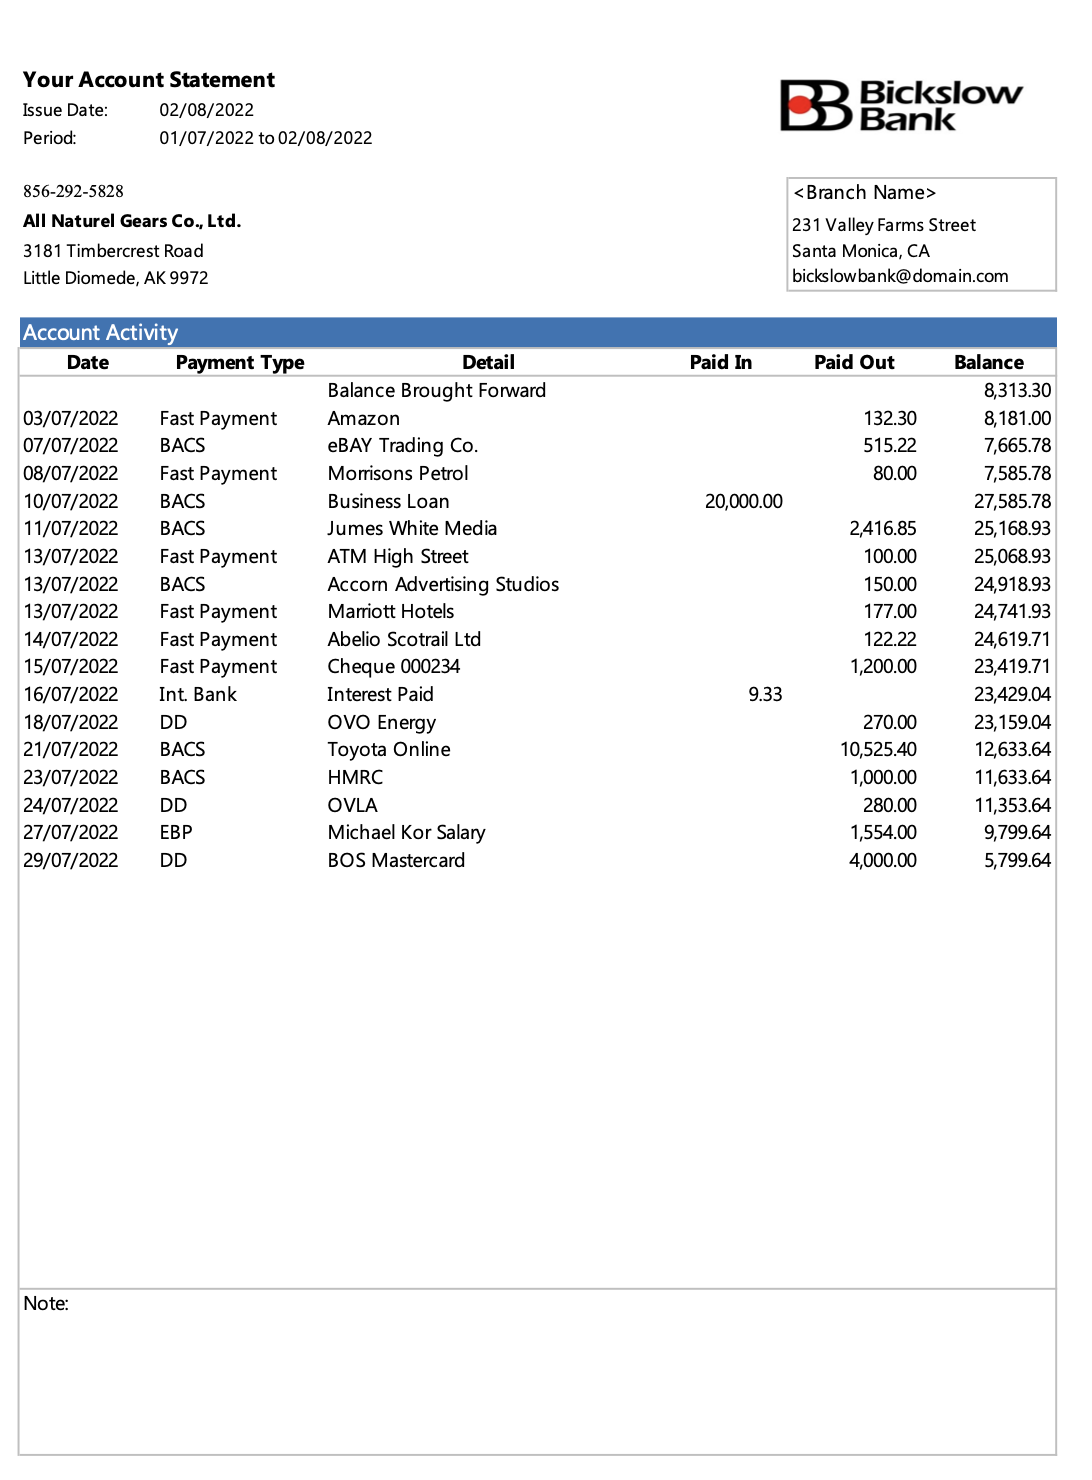 Your Account Statement
Issue Date: 02/08/2022
Period: 01/07/2022 to 02/08/2022
Bickslow
Bank
856-292-5828
All Naturel Gears Co., Ltd.
3181 Timbercrest Road
Little Diomede, AK 9972
<Branch Name>
231 Valley Farms Street
Santa Monica, CA
bickslowbank@domain.com
Account Activity
Date Payment Type Detail Paid In Paid Out Balance
Balance Brought Forward 8,313.30
03/07/2022 Fast Payment Amazon 132.30 8,181.00
07/07/2022 BACS eBAY Trading Co. 515.22 7,665.78
08/07/2022 Fast Payment Morrisons Petrol 80.00 7,585.78
10/07/2022 BACS Business Loan 20,000.00 27,585.78
11/07/2022 BACS Jumes White Media 2,416.85 25,168.93
13/07/2022 Fast Payment ATM High Street 100.00 25,068.93
13/07/2022 BACS Accorn Advertising Studios 150.00 24,918.93
13/07/2022 Fast Payment Marriott Hotels 177.00 24,741.93
14/07/2022 Fast Payment Abelio Scotrail Ltd 122.22 24,619.71
15/07/2022 Fast Payment Cheque 000234 1,200.00 23,419.71
16/07/2022 Int. Bank Interest Paid 9.33 23,429.04
18/07/2022 DD OVO Energy 270.00 23,159.04
21/07/2022 BACS Toyota Online 10,525.40 12,633.64
23/07/2022 BACS HMRC 1,000.00 11,633.64
24/07/2022 DD OVLA 280.00 11,353.64
27/07/2022 EBP Michael Kor Salary 1,554.00 9,799.64
29/07/2022 DD BOS Mastercard 4,000.00 5,799.64
Note: